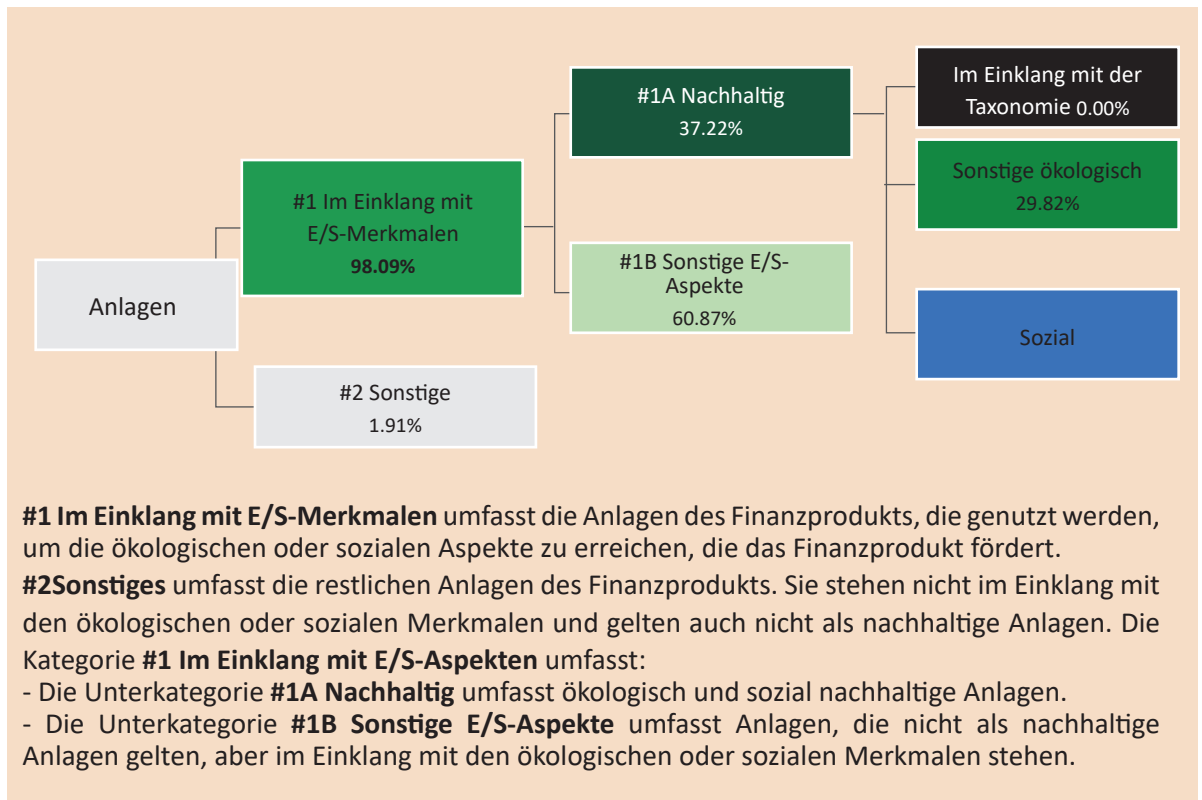 Anlagen
#1 Im Einklang mit
E/S-Merkmalen
98.09%
#2 Sonstige
1.91%
#1A Nachhaltig
37.22%
#1B Sonstige E/S-
Aspekte
60.87%
Im Einklang mit der
Taxonomie 0.00%
Sonstige ökologisch
29.82%
Sozial
#1 Im Einklang mit E/S-Merkmalen umfasst die Anlagen des Finanzprodukts, die genutzt werden,
um die ökologischen oder sozialen Aspekte zu erreichen, die das Finanzprodukt fördert.
#2Sonstiges umfasst die restlichen Anlagen des Finanzprodukts. Sie stehen nicht im Einklang mit
den ökologischen oder sozialen Merkmalen und gelten auch nicht als nachhaltige Anlagen. Die
Kategorie #1 Im Einklang mit E/S-Aspekten umfasst:
- Die Unterkategorie #1A Nachhaltig umfasst ökologisch und sozial nachhaltige Anlagen.
- Die Unterkategorie #1B Sonstige E/S-Aspekte umfasst Anlagen, die nicht als nachhaltige
Anlagen gelten, aber im Einklang mit den ökologischen oder sozialen Merkmalen stehen.